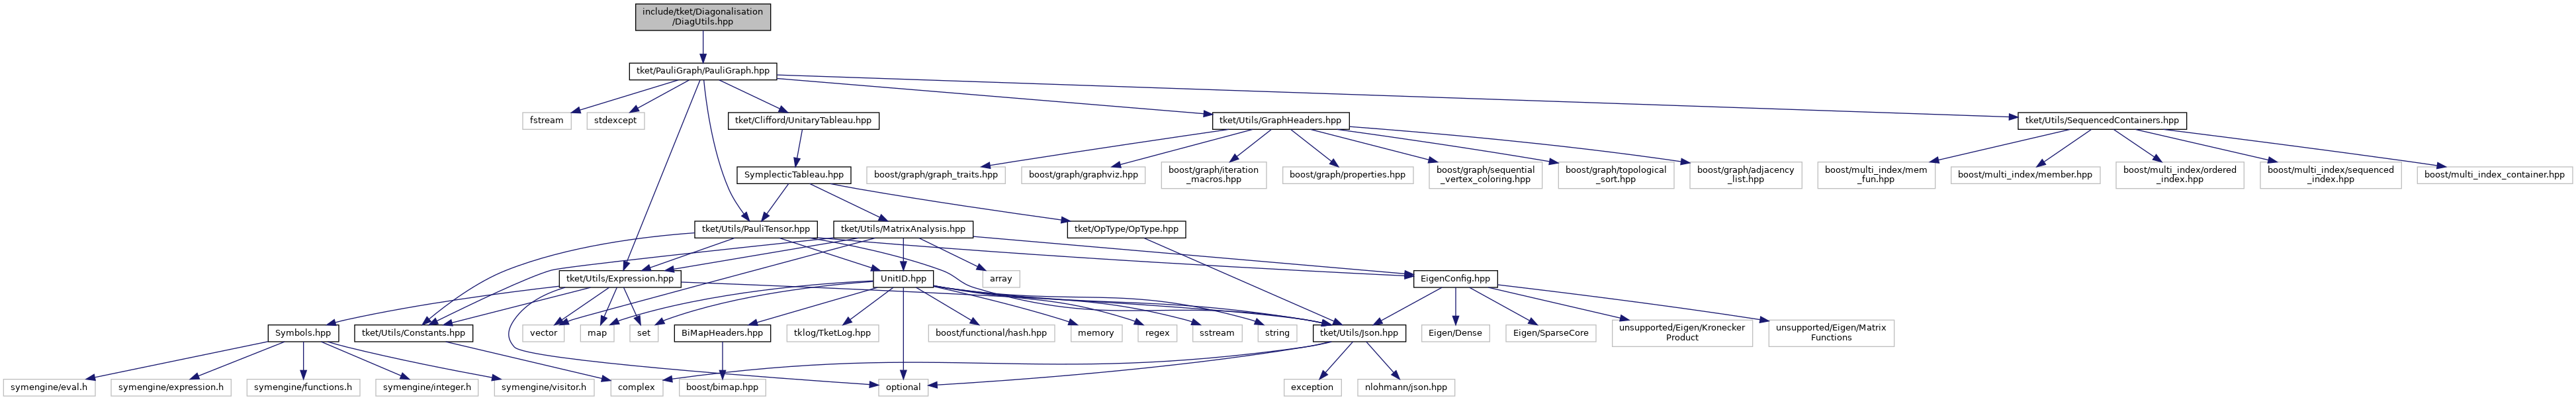 include/tket/Diagonalisation
/DiagUtils.hpp
tket/PauliGraph/PauliGraph.hpp
fstream
stdexcept
tket/Clifford/UnitaryTableau.hpp
tket/Utils/GraphHeaders.hpp
tket/Utils/SequencedContainers.hpp
SymplecticTableau.hpp
boost/graph/graph_traits.hpp
boost/graph/graphviz.hpp
boost/graph/iteration
_macros.hpp
boost/graph/properties.hpp
boost/graph/sequential
_vertex_coloring.hpp
boost/graph/topological
_sort.hpp
boost/graph/adjacency
_list.hpp
boost/multi_index/mem
_fun.hpp
boost/multi_index/member.hpp
boost/multi_index/ordered
_index.hpp
boost/multi_index/sequenced
_index.hpp
boost/multi_index_container.hpp
tket/Utils/PauliTensor.hpp
tket/Utils/MatrixAnalysis.hpp
tket/OpType/OpType.hpp
tket/Utils/Expression.hpp
UnitID.hpp
array
EigenConfig.hpp
Symbols.hpp
tket/Utils/Constants.hpp
vector
map
set
BiMapHeaders.hpp
tklog/TketLog.hpp
boost/functional/hash.hpp
memory
regex
sstream
string
tket/Utils/Json.hpp
Eigen/Dense
Eigen/SparseCore
unsupported/Eigen/Kronecker
Product
unsupported/Eigen/Matrix
Functions
symengine/eval.h
symengine/expression.h
symengine/functions.h
symengine/integer.h
symengine/visitor.h
complex
boost/bimap.hpp
optional
exception
nlohmann/json.hpp